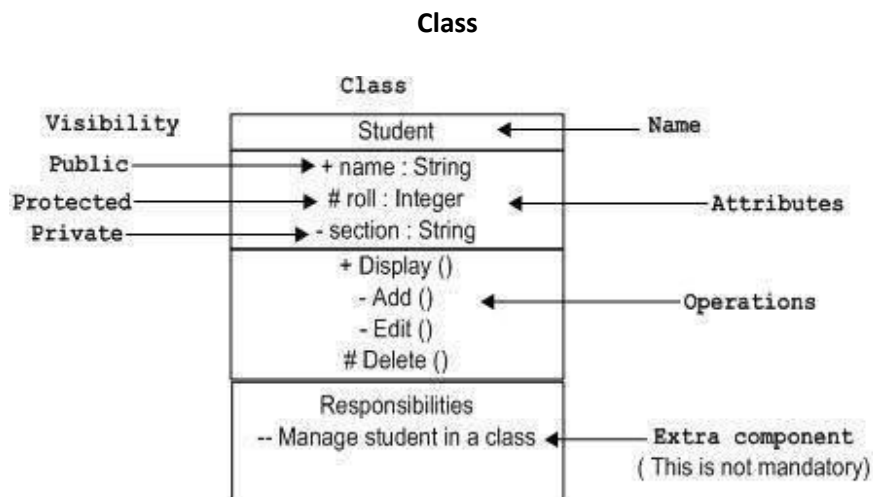 Class
Class
Visibility Student Name
Public + name : String
Protected # roll : Integer Attributes
Private - section : String
+ Display ()
- Add () Operations
- Edit ()
# Delete ()
Responsibilities
-- Manage student in a class Extra component
( This is not mandatory)